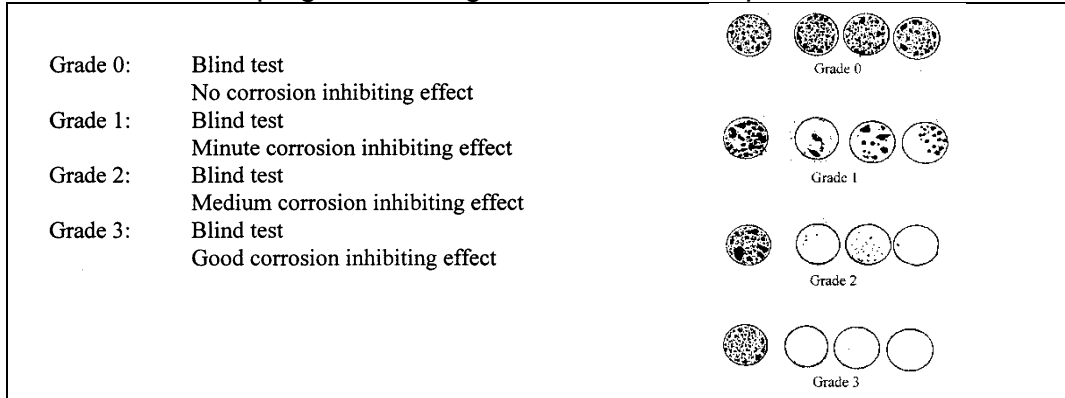 Grade 0: Blind test
No corrosion inhibiting effect
Grade 1: Blind test
Minute corrosion inhibiting effect
Grade 2: Blind test
Medium corrosion inhibiting effect
Grade 3: Blind test
Good corrosion inhibiting effect
Grade 0
Grade 1
Grade 2
Grade 3